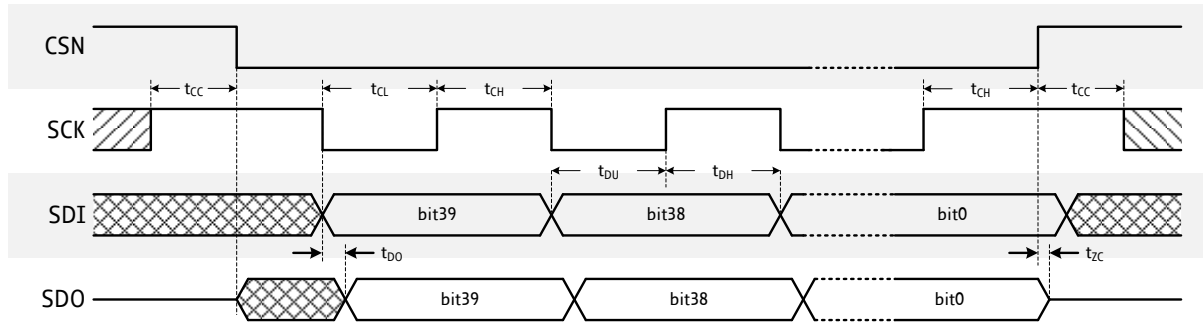 CSN
tCC tCL tCH tCH tCC
SCK
tDU tDH
SDI bit39 bit38 bit0
tDO tZC
SDO bit39 bit38 bit0